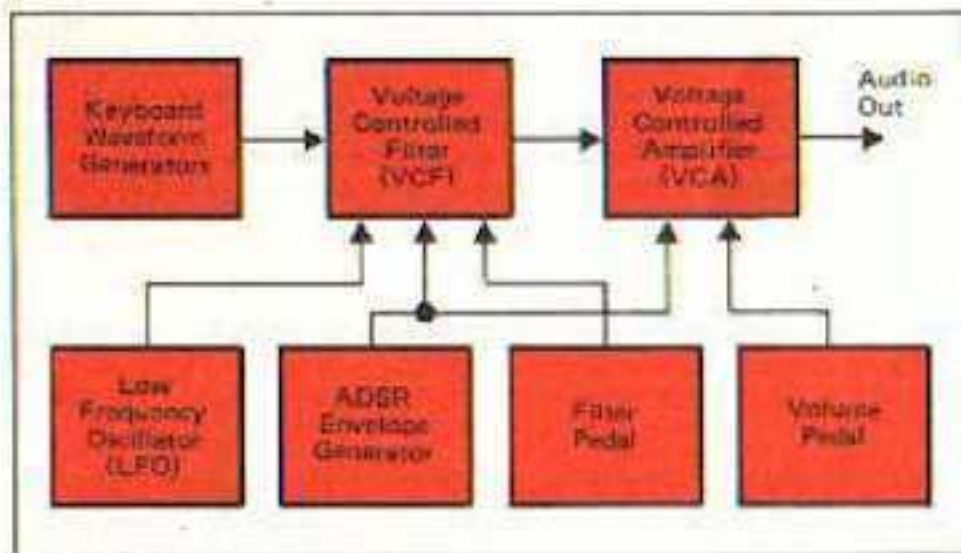 Keyboard
Waveform
Generators
Voltage
Controlled
Filter
(VCF)
Voltage
Controlled
Amplifier
(VCA)
Audio
Out
Low
Frequency
Oscillator
(LFO)
ADSR
Envelope
Generator
Filter
Pedal
Volume
Pedal